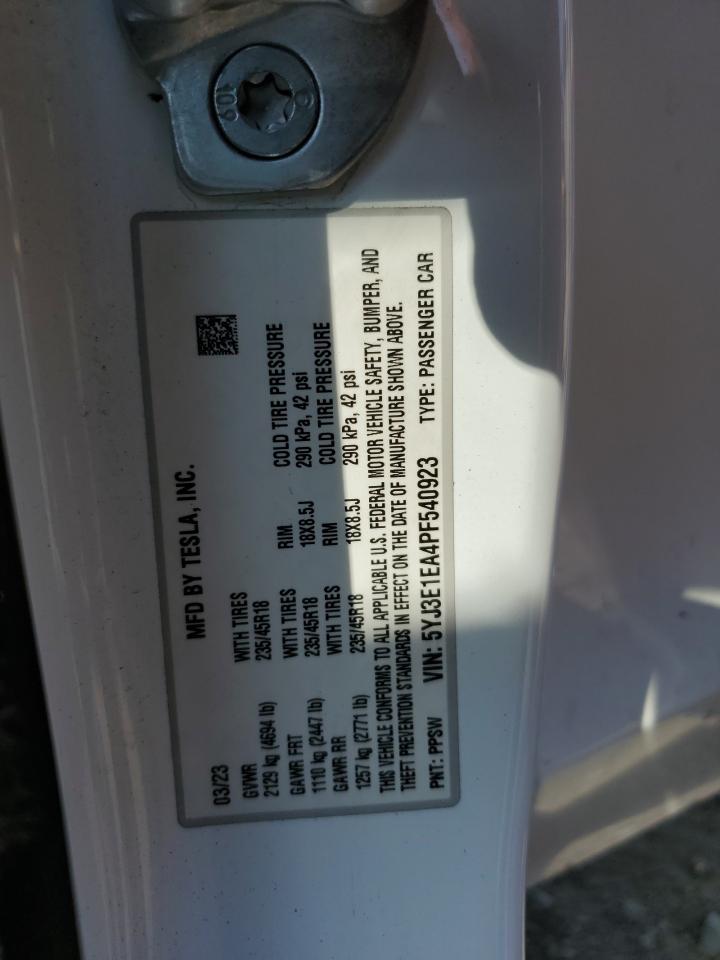 10.9
MFD BY TESLA, INC.
03/23
GVWR WITH TIRES RIM COLD TIRE PRESSURE
2129 kg (4694 lb) 235/45R18 18X8.5J 290 kPa, 42 psi
GAWR FRT WITH TIRES RIM COLD TIRE PRESSURE
1110 kg (2447 lb) 235/45R18
GAWR RR WITH TIRES
1257 kg (2771 lb) 235/45R18 18X8.5J 290 kPa, 42 psi
THIS VEHICLE CONFORMS TO ALL APPLICABLE U.S. FEDERAL MOTOR VEHICLE SAFETY, BUMPER, AND
THEFT PREVENTION STANDARDS IN EFFECT ON THE DATE OF MANUFACTURE SHOWN ABOVE.
PNT: PPSW VIN: 5YJ3E1EA4PF540923 TYPE: PASSENGER CAR